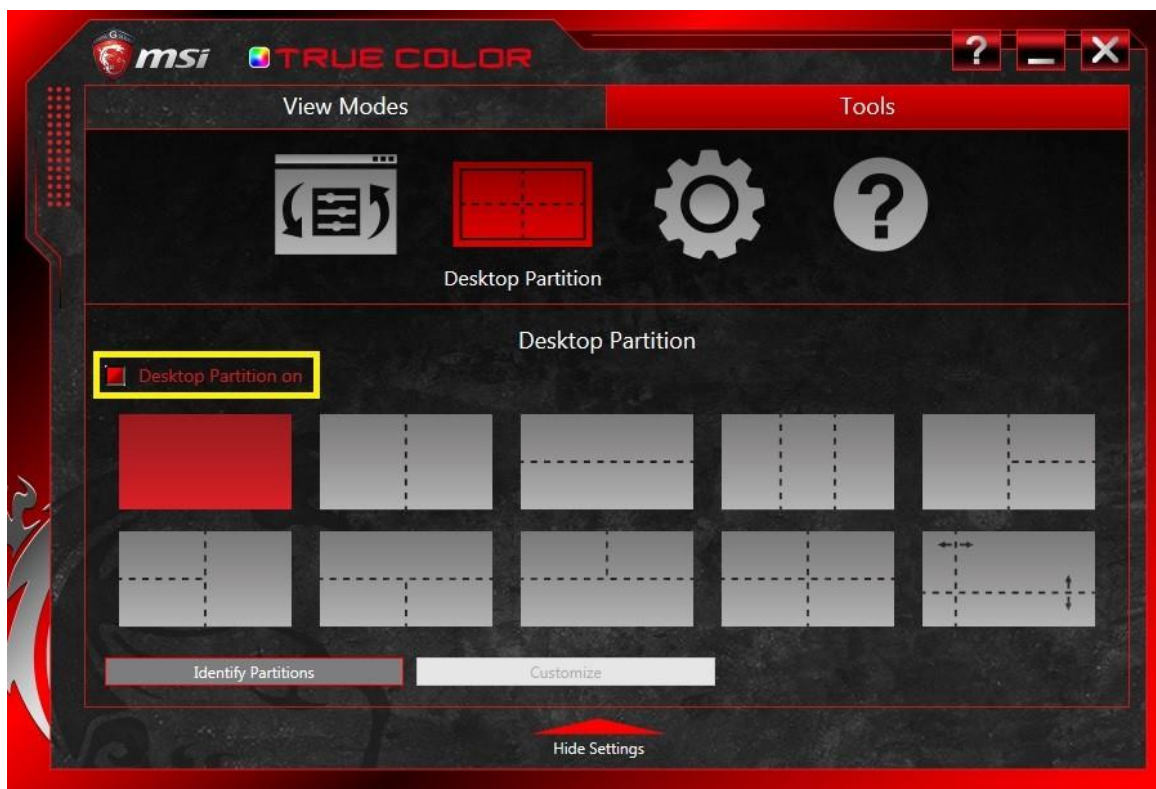 msi TRUE COLOR ?
View Modes Tools
?
Desktop Partition
Desktop Partition
Desktop Partition on
Identify Partitions Customize
Hide Settings